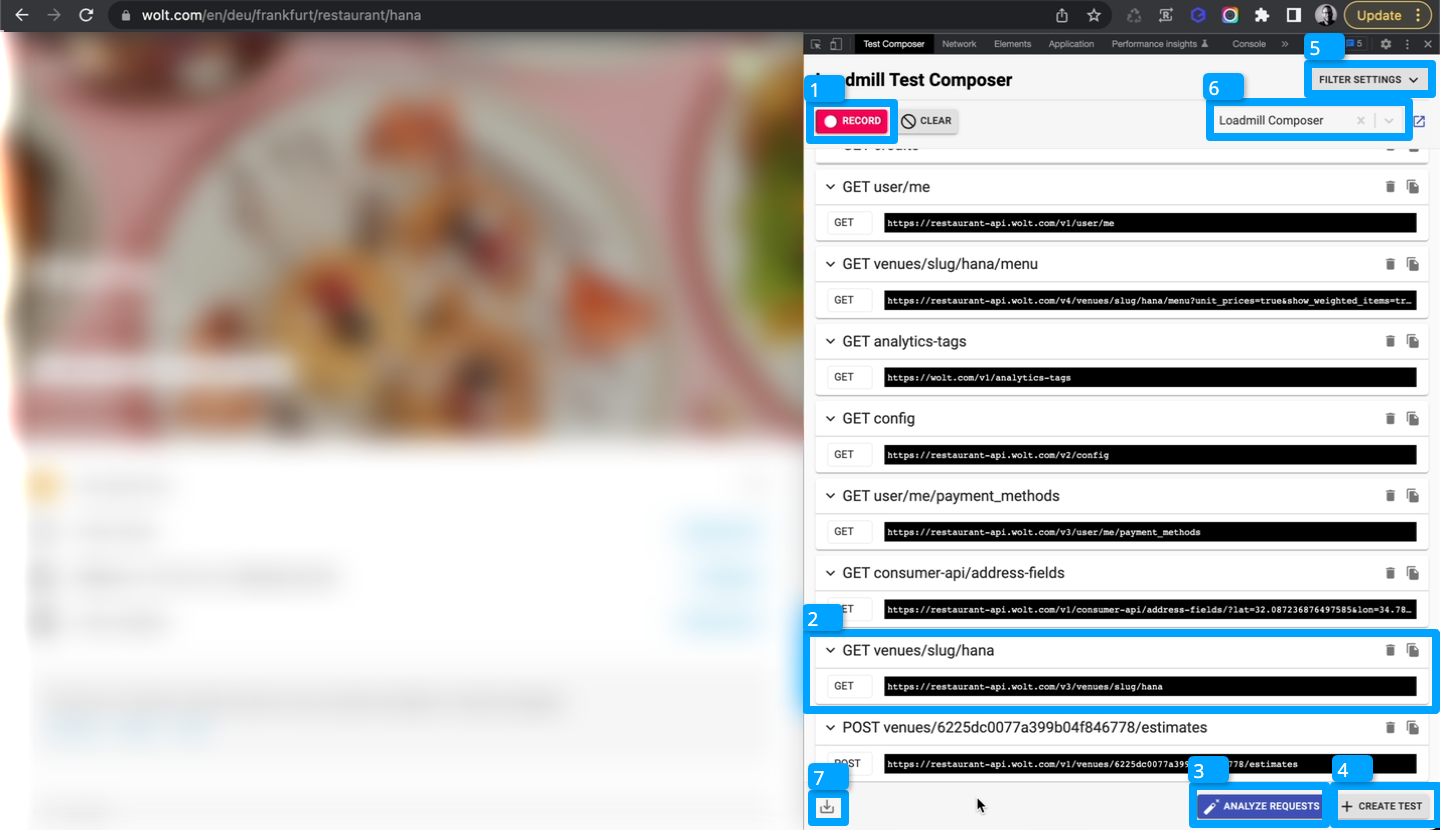 wolt.com/en/deu/frankfurt/restaurant/hana
Update
Test Composer
Network
Elements
Application
Performance insights
Console
5
5
Loadmill Test Composer
FILTER SETTINGS
1
6
RECORD
CLEAR
Loadmill Composer
GET credits
GET user/me
GET
https://restaurant-api.wolt.com/v1/user/me
GET venues/slug/hana/menu
GET
https://restaurant-api.wolt.com/v4/venues/slug/hana/menu?unit_prices=true&show_weighted_items=tr…
GET analytics-tags
GET
https://wolt.com/v1/analytics-tags
GET config
GET
https://restaurant-api.wolt.com/v2/config
GET user/me/payment_methods
GET
https://restaurant-api.wolt.com/v3/user/me/payment_methods
GET consumer-api/address-fields
GET
https://restaurant-api.wolt.com/v1/consumer-api/address-fields/?lat=32.087236876497585&lon=34.78…
2
GET venues/slug/hana
GET
https://restaurant-api.wolt.com/v3/venues/slug/hana
POST venues/6225dc0077a399b04f846778/estimates
POST
https://restaurant-api.wolt.com/v1/venues/6225dc0077a399 778/estimates
7
3
4
ANALYZE REQUESTS
CREATE TEST